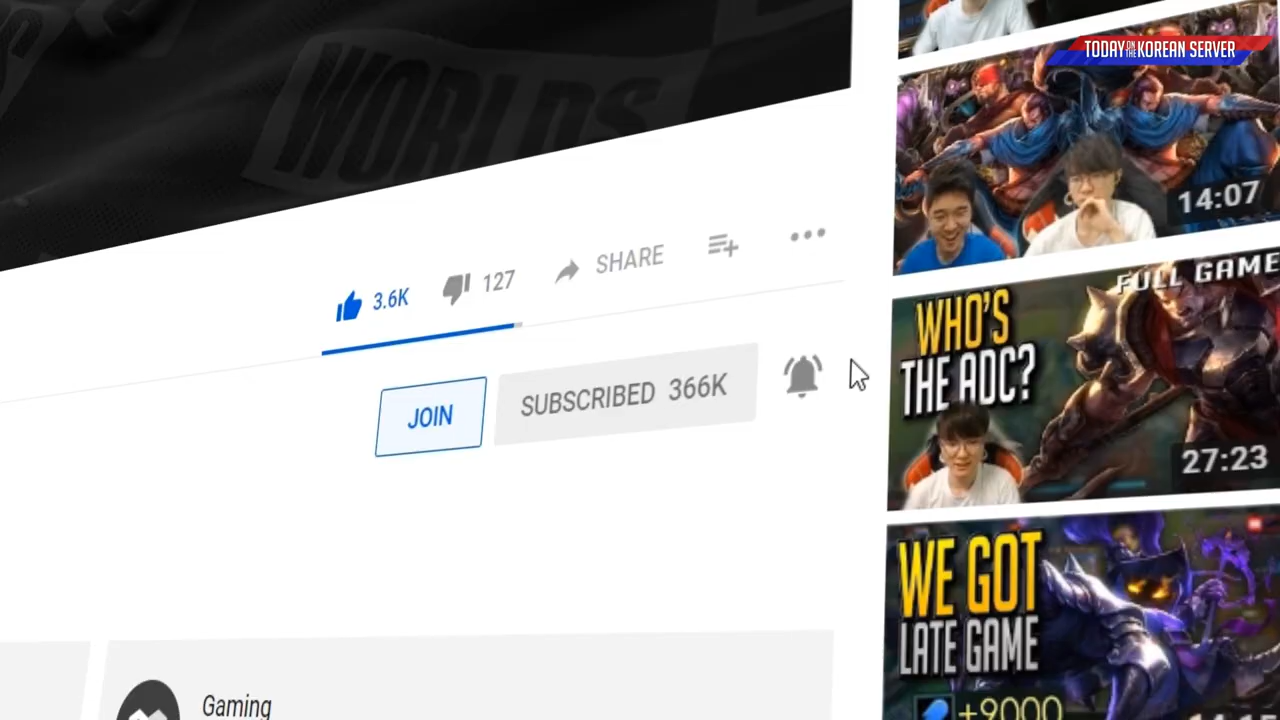 WORLDS
TODAY ON THE KOREAN SERVER
14:07
3.6K
127
SHARE
JOIN
SUBSCRIBED 366K
FULL GAME
WHO'S
THE ADC?
27:23
WE GOT
LATE GAME
+9000
Gaming